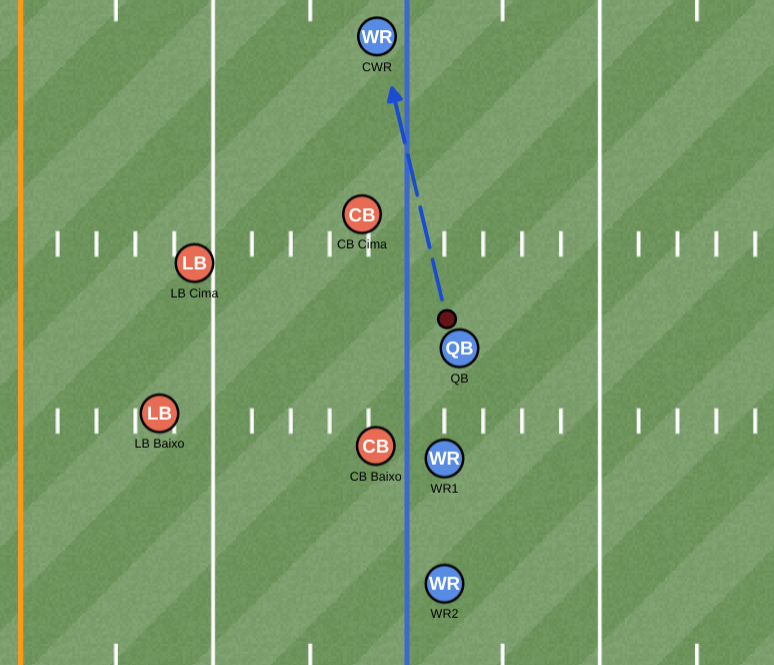 WR
CWR
CB
CB Cima
LB
LB Cima
QB
QB
LB
LB Baixo
CB
CB Baixo
WR
WR1
WR
WR2